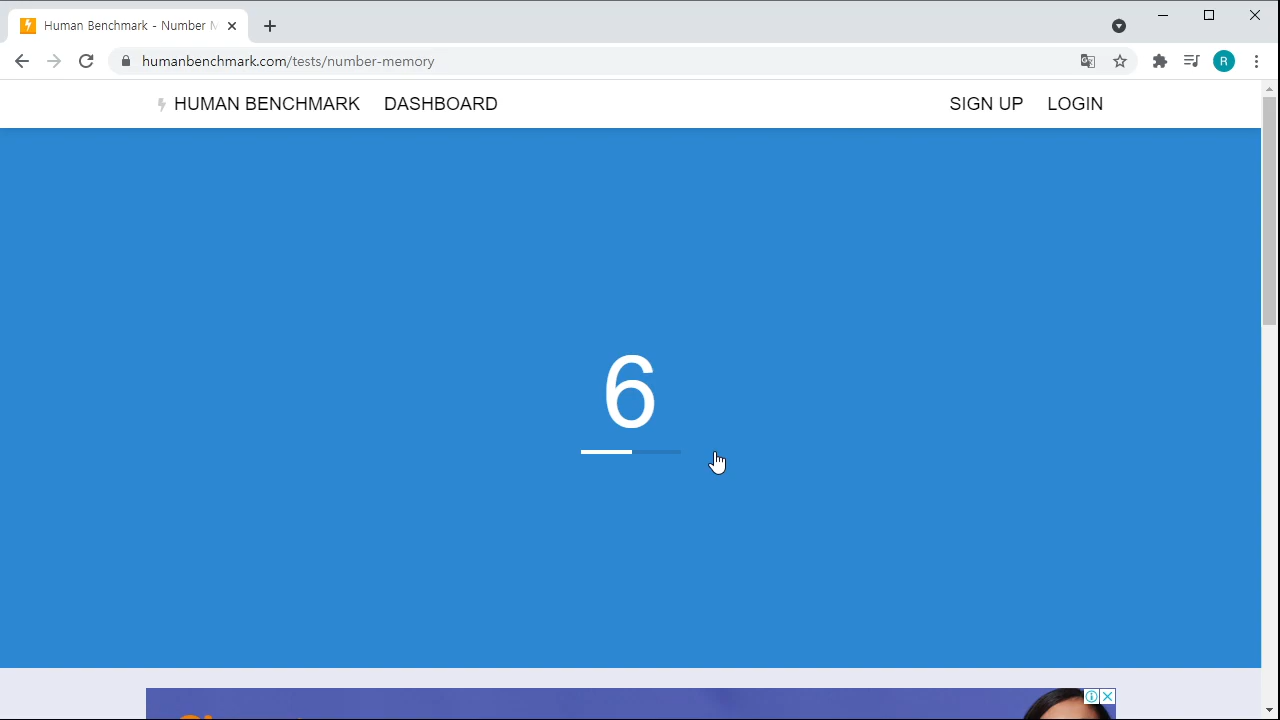 Human Benchmark - Number M
humanbenchmark.com/tests/number-memory
R
HUMAN BENCHMARK
DASHBOARD
SIGN UP
LOGIN
6